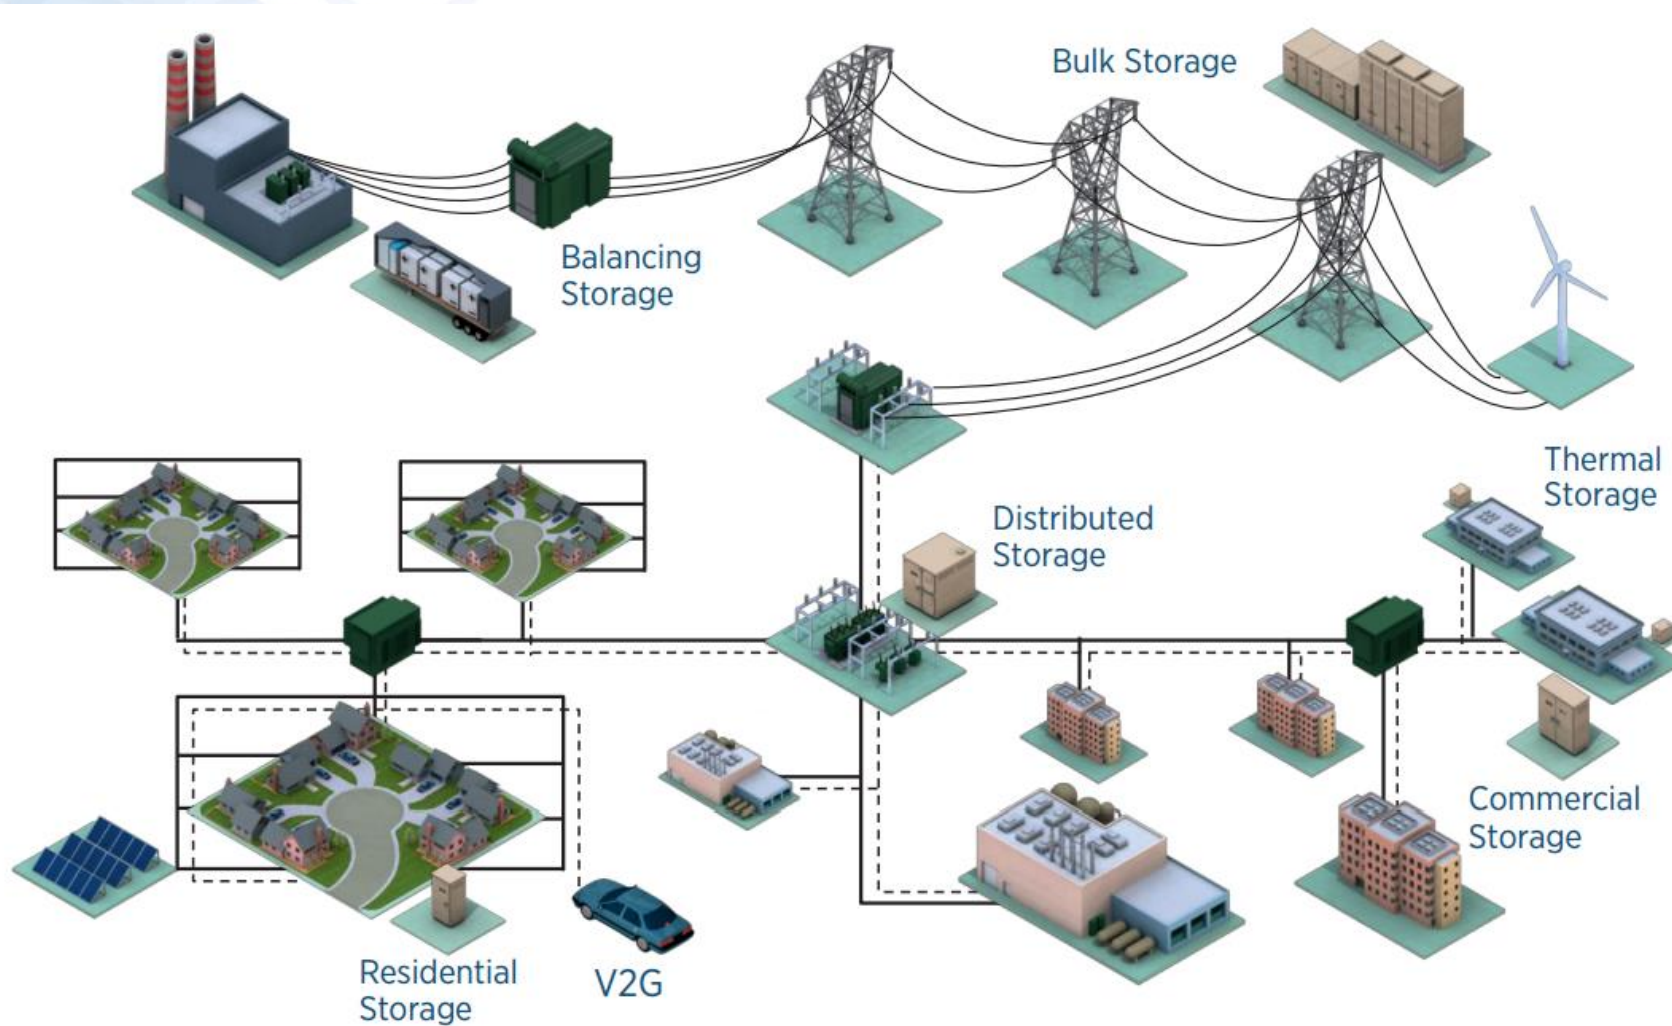 Bulk Storage
Balancing
Storage
Thermal
Storage
Distributed
Storage
Commercial
Storage
Residential
Storage
V2G